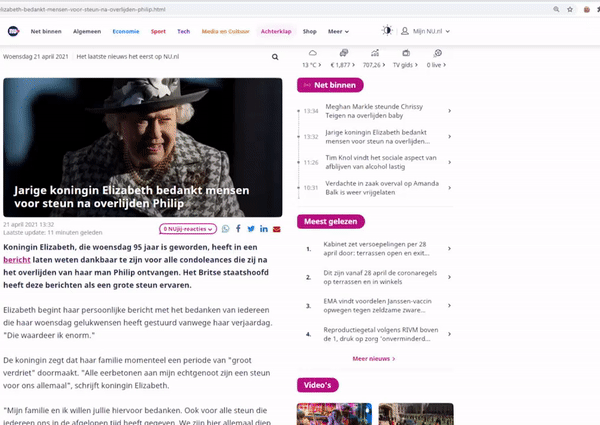 elizabeth-bedankt-mensen-voor-steun-na-overlijden-philip.html
NU
Net binnen
Algemeen
Economie
Sport
Tech
Media en Cultuur
Achterklap
Shop
Meer
Mijn NU.nl
Woensdag 21 april 2021
Het laatste nieuws het eerst op NU.nl
13 °C
€ 1,877
707,26
TV gids
0 live
Jarige koningin Elizabeth bedankt mensen
voor steun na overlijden Philip
21 april 2021 13:32
Laatste update: 11 minuten geleden
0 NUjij-reacties
Koningin Elizabeth, die woensdag 95 jaar is geworden, heeft in een
bericht laten weten dankbaar te zijn voor alle condoleances die zij na
het overlijden van haar man Philip ontvangen. Het Britse staatshoofd
heeft deze berichten als een grote steun ervaren.
Elizabeth begint haar persoonlijke bericht met het bedanken van iedereen
die haar woensdag gelukwensen heeft gestuurd vanwege haar verjaardag.
"Die waardeer ik enorm."
De koningin zegt dat haar familie momenteel een periode van "groot
verdriet" doormaakt. "Alle eerbetonen aan mijn echtgenoot zijn een steun
voor ons allemaal", schrijft koningin Elizabeth.
"Mijn familie en ik willen jullie hiervoor bedanken. Ook voor alle steun die
iedereen ons in de afgelopen tijd heeft gegeven. We zijn hier allemaal diep
Net binnen
13:34
Meghan Markle steunde Chrissy
Teigen na overlijden baby
13:32
Jarige koningin Elizabeth bedankt
mensen voor steun na overlijden...
11:26
Tim Knol vindt het sociale aspect van
afblijven van alcohol lastig
10:31
Verdachte in zaak overval op Amanda
Balk is weer vrijgelaten
Meest gelezen
1. Kabinet zet versoepelingen per 28
april door: terrassen open en exit...
2. Dit zijn vanaf 28 april de coronaregels
op terrassen en in winkels
3. EMA vindt voordelen Janssen-vaccin
opwegen tegen zeldzame zware...
4. Reproductiegetal volgens RIVM boven
de 1, druk op zorg 'onverminderd...
Meer nieuws
Video's